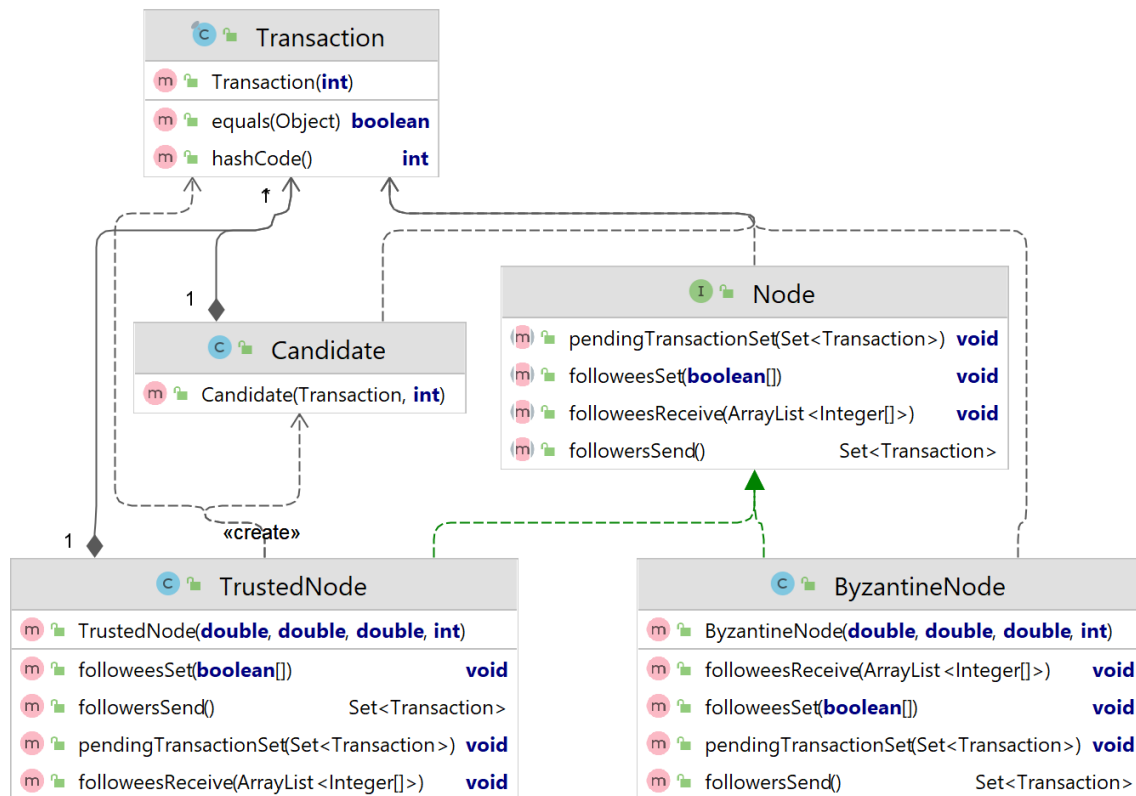 Transaction
Transaction(int)
equals(Object) boolean
hashCode() int
1
Candidate
Candidate(Transaction, int)
Node
pendingTransactionSet(Set<Transaction>) void
followeesSet(boolean[]) void
followeesReceive(ArrayList<Integer[]>) void
followersSend() Set<Transaction>
«create»
1
TrustedNode
TrustedNode(double, double, double, int)
followeesSet(boolean[]) void
followersSend() Set<Transaction>
pendingTransactionSet(Set<Transaction>) void
followeesReceive(ArrayList<Integer[]>) void
ByzantineNode
ByzantineNode(double, double, double, int)
followeesReceive(ArrayList<Integer[]>) void
followeesSet(boolean[]) void
pendingTransactionSet(Set<Transaction>) void
followersSend() Set<Transaction>